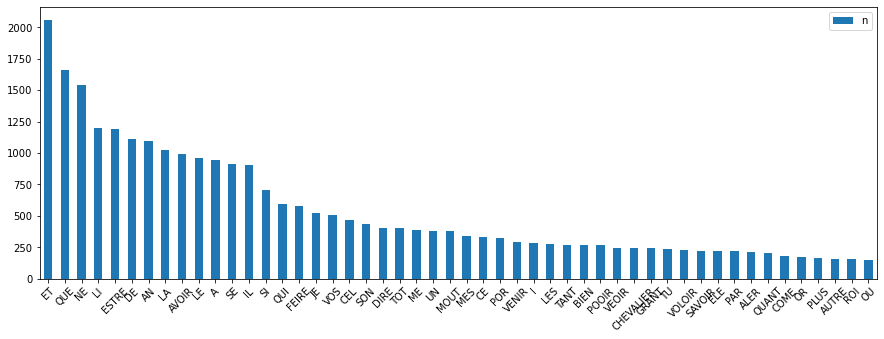 n
2000
1750
1500
1250
1000
750
500
250
0
ET
QUE
NE
LI
ESTRE
DE
AN
LA
AVOIR
LE
A
SE
IL
SI
QUI
FEIRE
JE
VOS
CEL
SON
DIRE
TOT
ME
UN
MOUT
MES
CE
POR
VENIR
I
LES
TANT
BIEN
POOIR
VEOIR
CHEVALIER
GRANT
TU
VOLOIR
SAVOIR
ELE
PAR
ALER
QUANT
COME
OR
PLUS
AUTRE
ROI
OU